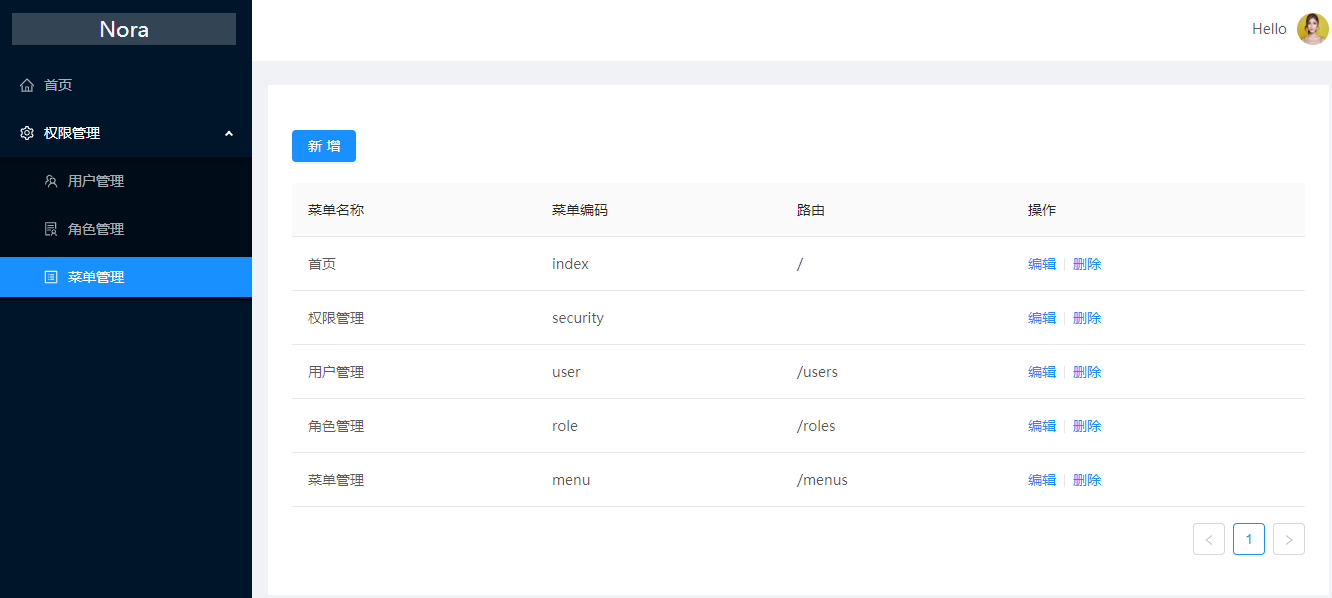 Nora
Hello
首页
权限管理
用户管理
角色管理
菜单管理
新 增
菜单名称 菜单编码 路由 操作
首页 index / 编辑 删除
权限管理 security 编辑 删除
用户管理 user /users 编辑 删除
角色管理 role /roles 编辑 删除
菜单管理 menu /menus 编辑 删除
< 1 >